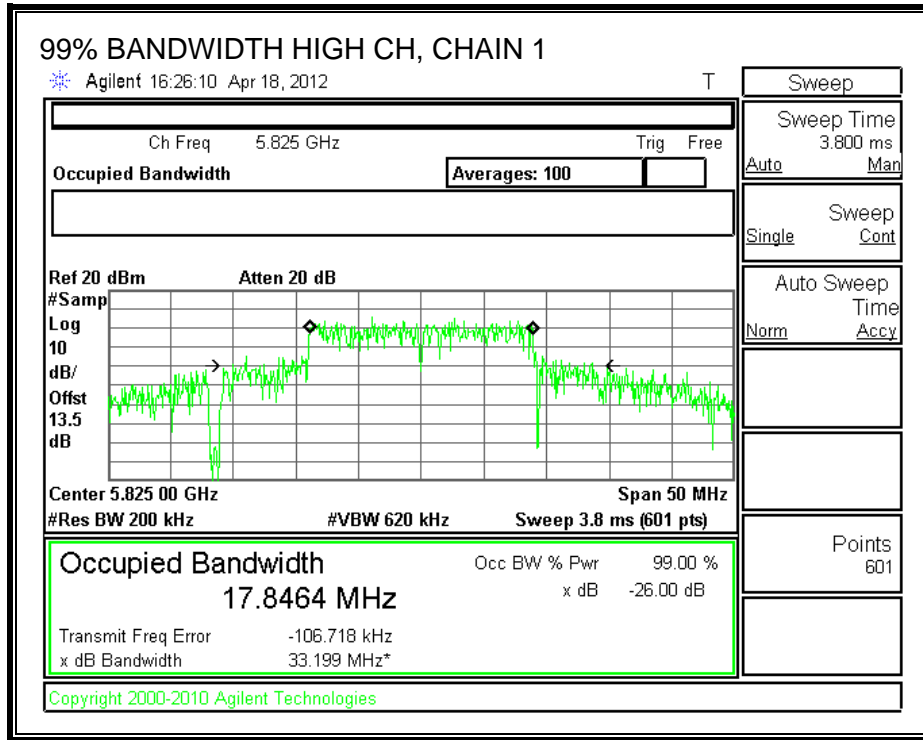 99% BANDWIDTH HIGH CH, CHAIN 1
Agilent 16:26:10 Apr 18, 2012 T
Ch Freq 5.825 GHz Trig Free
Occupied Bandwidth Averages: 100
Ref 20 dBm Atten 20 dB
#Samp
Log
10
dB/
Offst
13.5
dB
Center 5.825 00 GHz Span 50 MHz
#Res BW 200 kHz #VBW 620 kHz Sweep 3.8 ms (601 pts)
Occupied Bandwidth Occ BW % Pwr 99.00 %
17.8464 MHz x dB -26.00 dB
Transmit Freq Error -106.718 kHz
x dB Bandwidth 33.199 MHz*
Copyright 2000-2010 Agilent Technologies
Sweep
Sweep Time
3.800 ms
Auto Man
Sweep
Single Cont
Auto Sweep
Time
Norm Accy
Points
601